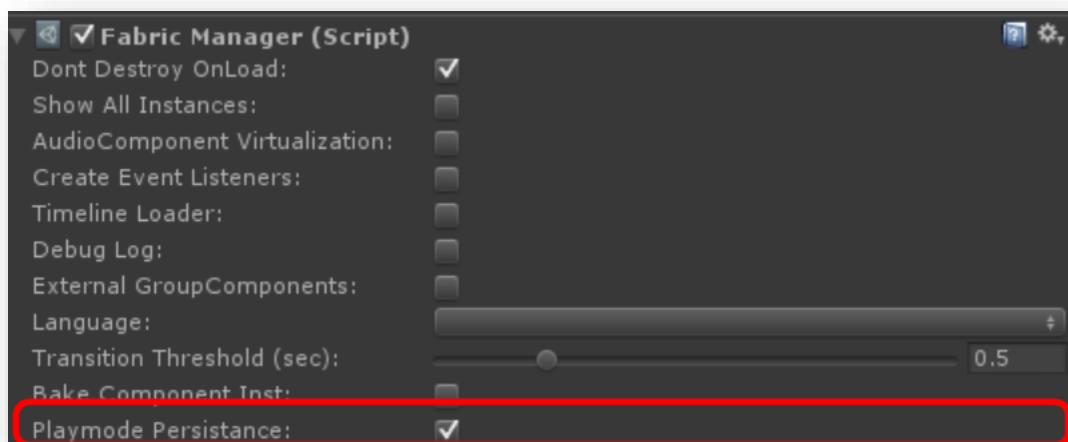 Fabric Manager (Script)
Dont Destroy OnLoad:
Show All Instances:
AudioComponent Virtualization:
Create Event Listeners:
Timeline Loader:
Debug Log:
External GroupComponents:
Language:
Transition Threshold (sec): 0.5
Bake Component Inst:
Playmode Persistance: